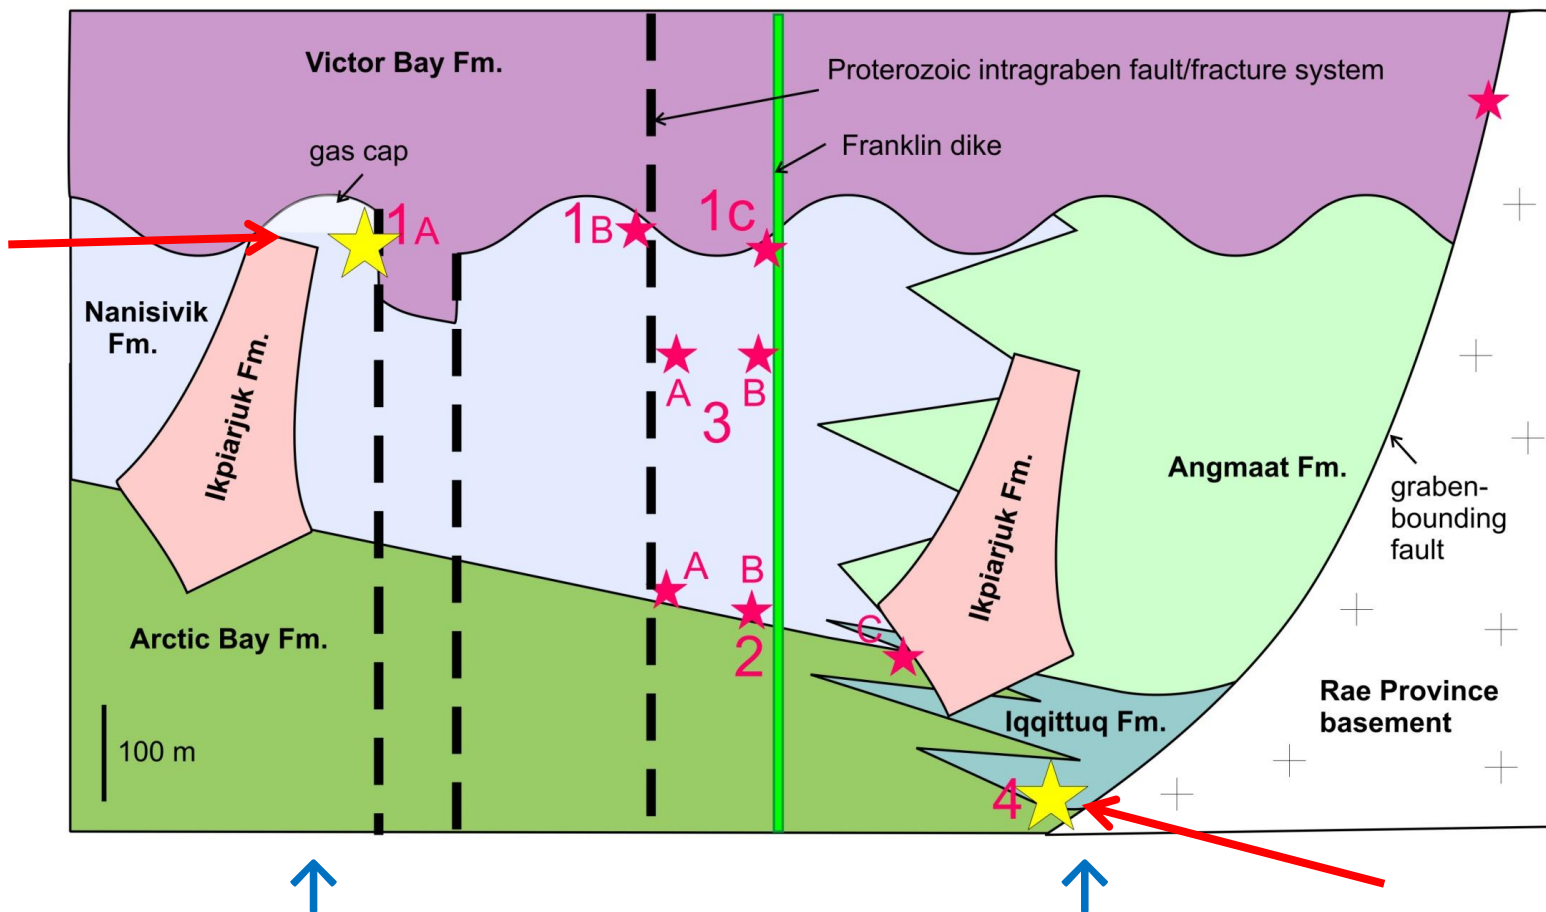 Victor Bay Fm.
Proterozoic intragraben fault/fracture system
gas cap
Franklin dike
1A
1B
1c
Nanisivik
Fm.
Ikpiarjuk Fm.
A
B
3
Angmaat Fm.
graben-
bounding
fault
Ikpiarjuk Fm.
A
B
2
C
Arctic Bay Fm.
Rae Province
basement
Iqqittuq Fm.
100 m
4